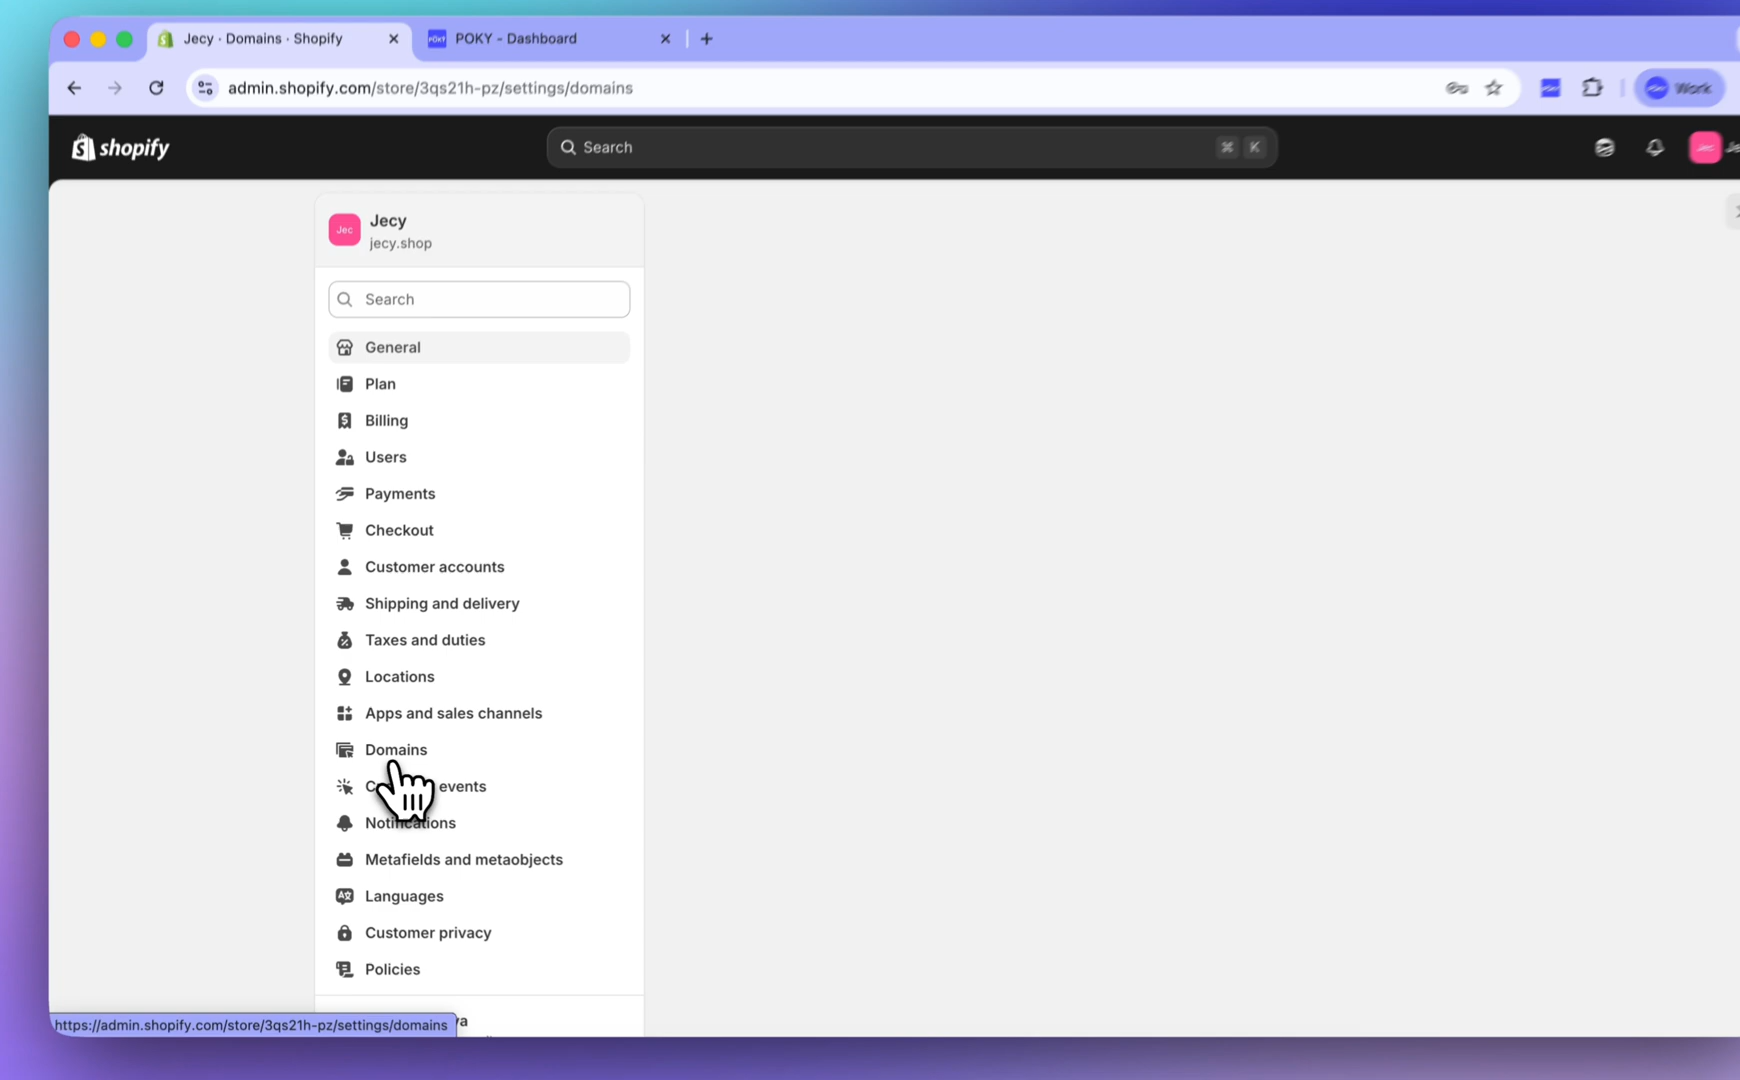 Jecy · Domains · Shopify
POKY - Dashboard
admin.shopify.com/store/3qs21h-pz/settings/domains
Work
shopify
Search
⌘ K
Jec
Jecy
jecy.shop
Search
General
Plan
Billing
Users
Payments
Checkout
Customer accounts
Shipping and delivery
Taxes and duties
Locations
Apps and sales channels
Domains
events
Notifications
Metafields and metaobjects
Languages
Customer privacy
Policies
https://admin.shopify.com/store/3qs21h-pz/settings/domains